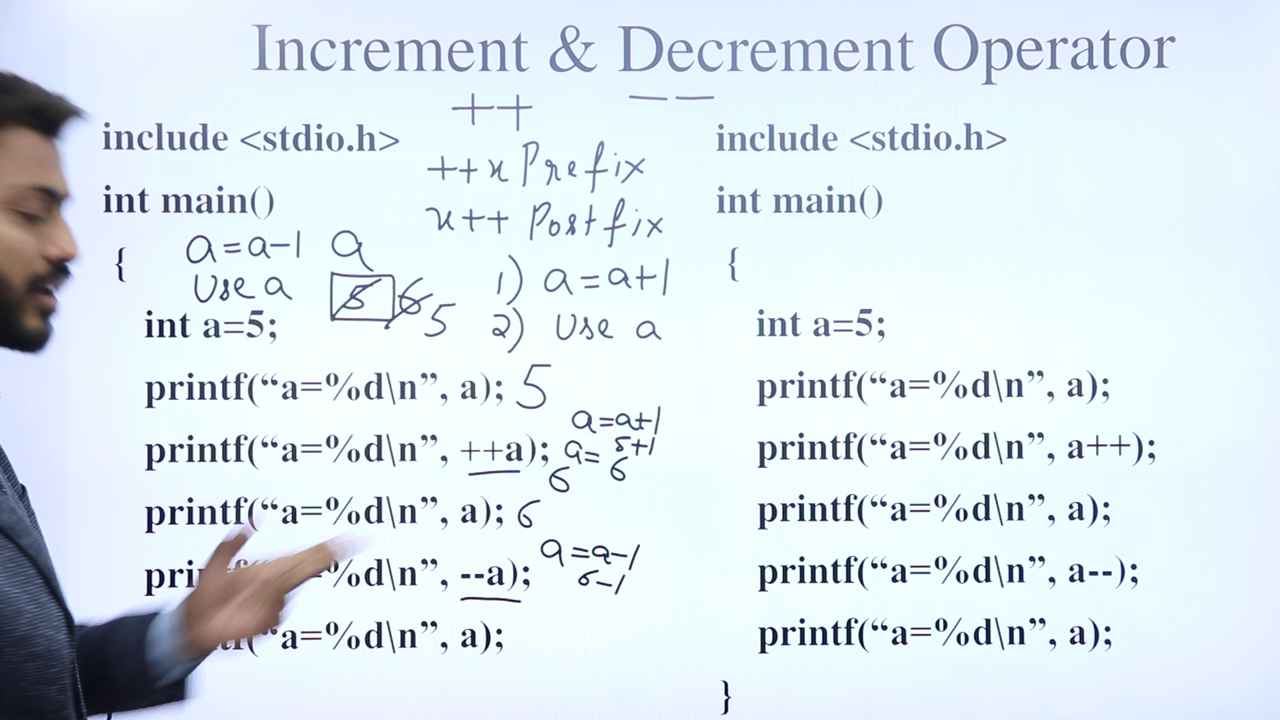 Increment & Decrement Operator
++ --
include <stdio.h>
++x Prefix
int main()
x++ Postfix
{
a=a-1
use a
a
5 6 5
1) a=a+1
2) use a
int a=5;
printf(“a=%d\n”, a); 5
a=a+1
printf(“a=%d\n”, ++a); a= 5+1
6 6
printf(“a=%d\n”, a); 6
a=a-1
pri %d\n”, --a); 6-1
“a=%d\n”, a);
include <stdio.h>
int main()
{
int a=5;
printf(“a=%d\n”, a);
printf(“a=%d\n”, a++);
printf(“a=%d\n”, a);
printf(“a=%d\n”, a--);
printf(“a=%d\n”, a);
}